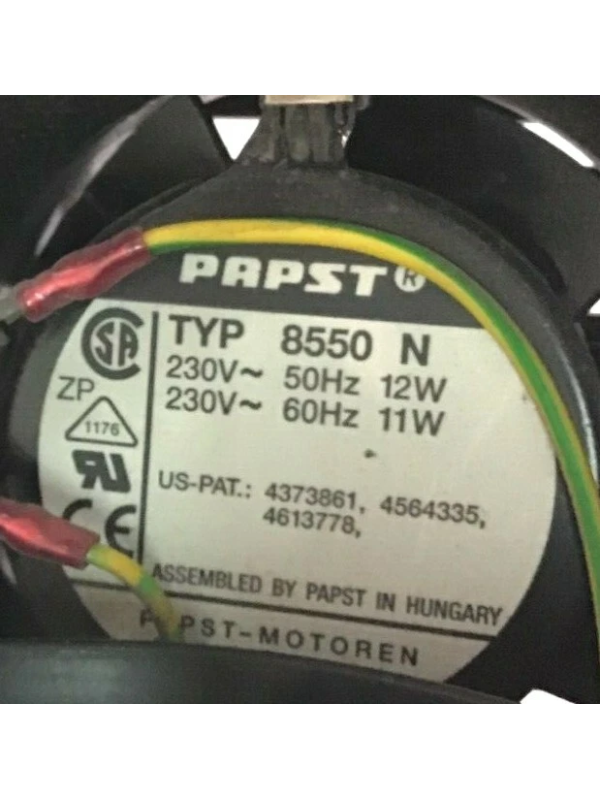 PAPST®
TYP 8550 N
230V~ 50Hz 12W
230V~ 60Hz 11W
ZP
1176
US-PAT.: 4373861, 4564335,
4613778,
CE
ASSEMBLED BY PAPST IN HUNGARY
PAPST-MOTOREN